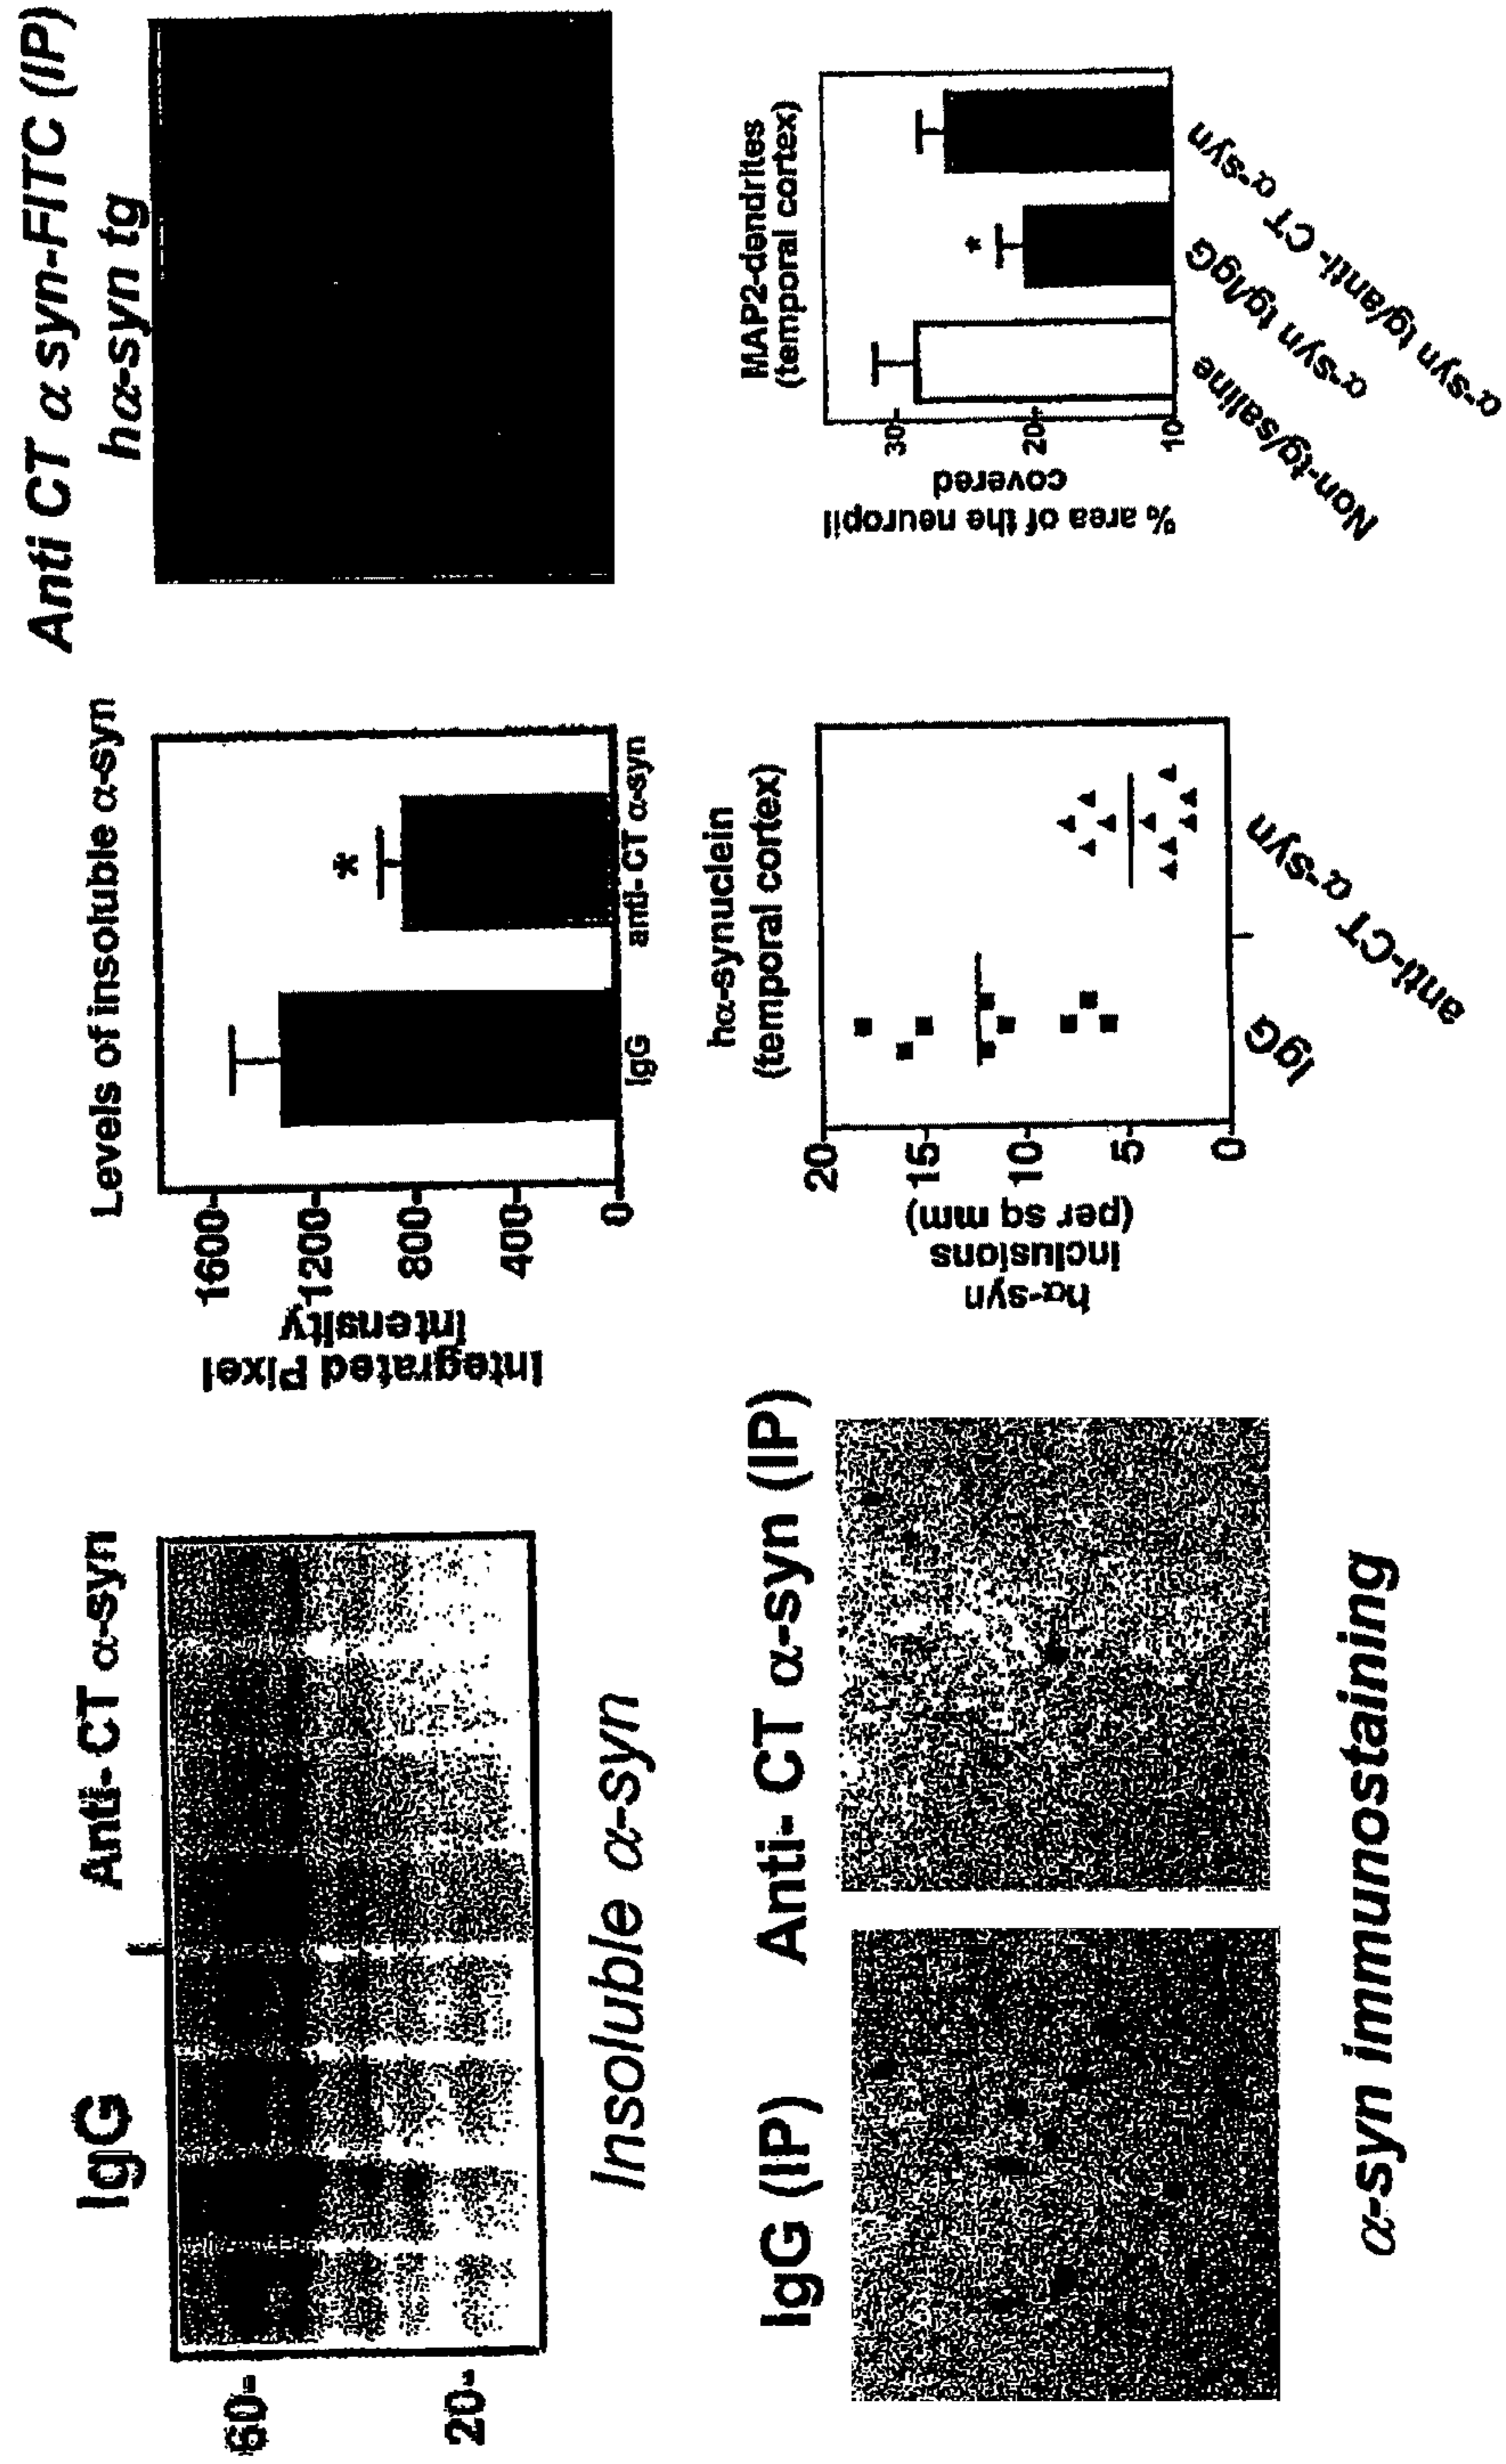 IgG
Anti-CT α-syn
60-
20-
Insoluble α-syn
Levels of insoluble α-syn
Integrated Pixel
intensity
1600-
1200-
800-
400-
0-
*
IgG
anti-CT α-syn
Anti CT α syn-FITC (IP)
hα-syn tg
IgG (IP)
Anti-CT α-syn (IP)
α-syn immunostaining
hα-synuclein
(temporal cortex)
hα-syn
inclusions
(per sq mm)
20
15
10
5
0
IgG
anti-CT α-syn
MAP2-dendrites
(temporal cortex)
% area of the neuropil
covered
30
20
10
*
Non-tg/saline
α-syn tg/IgG
α-syn tg/anti-CT α-syn